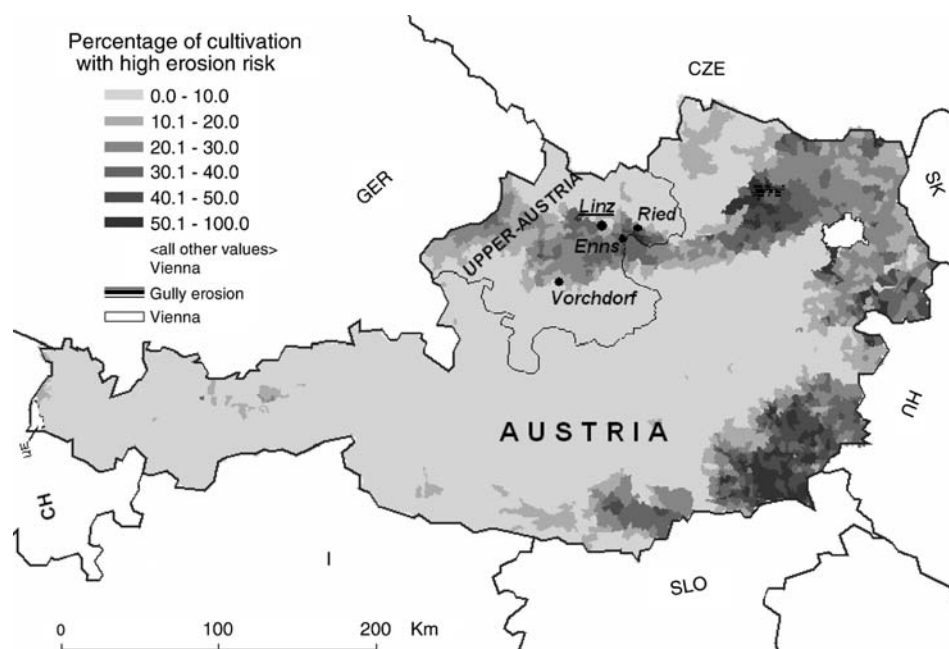 Percentage of cultivation
with high erosion risk
0.0 - 10.0
10.1 - 20.0
20.1 - 30.0
30.1 - 40.0
40.1 - 50.0
50.1 - 100.0
<all other values>
Vienna
Gully erosion
Vienna
CZE
SK
GER
UPPER-AUSTRIA
Linz
Ried
Enns
Vorchdorf
AUSTRIA
HU
CH
I
SLO
0 100 200 Km